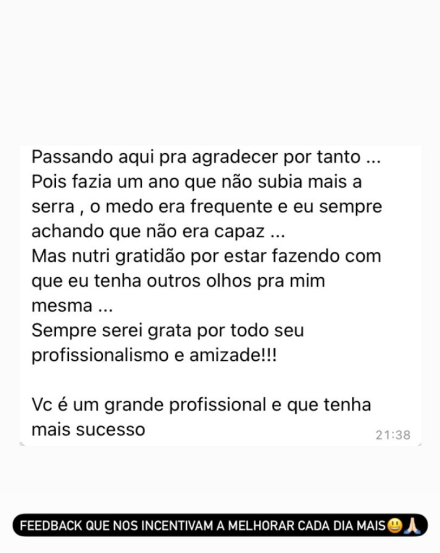 Passando aqui pra agradecer por tanto ...
Pois fazia um ano que não subia mais a
serra , o medo era frequente e eu sempre
achando que não era capaz ...
Mas nutri gratidão por estar fazendo com
que eu tenha outros olhos pra mim
mesma ...
Sempre serei grata por todo seu
profissionalismo e amizade!!!
Vc é um grande profissional e que tenha
mais sucesso
21:38
FEEDBACK QUE NOS INCENTIVAM A MELHORAR CADA DIA MAIS😃🙏🏻